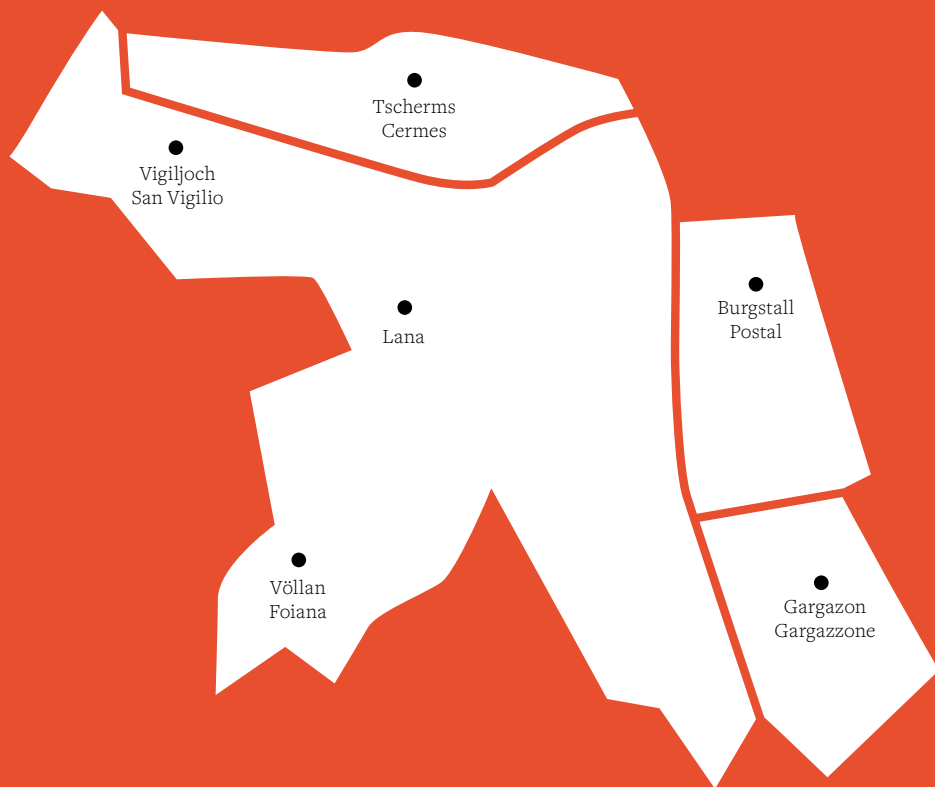 Tscherms
Cermes
Vigiljoch
San Vigilio
Lana
Burgstall
Postal
Völlan
Foiana
Gargazon
Gargazzone